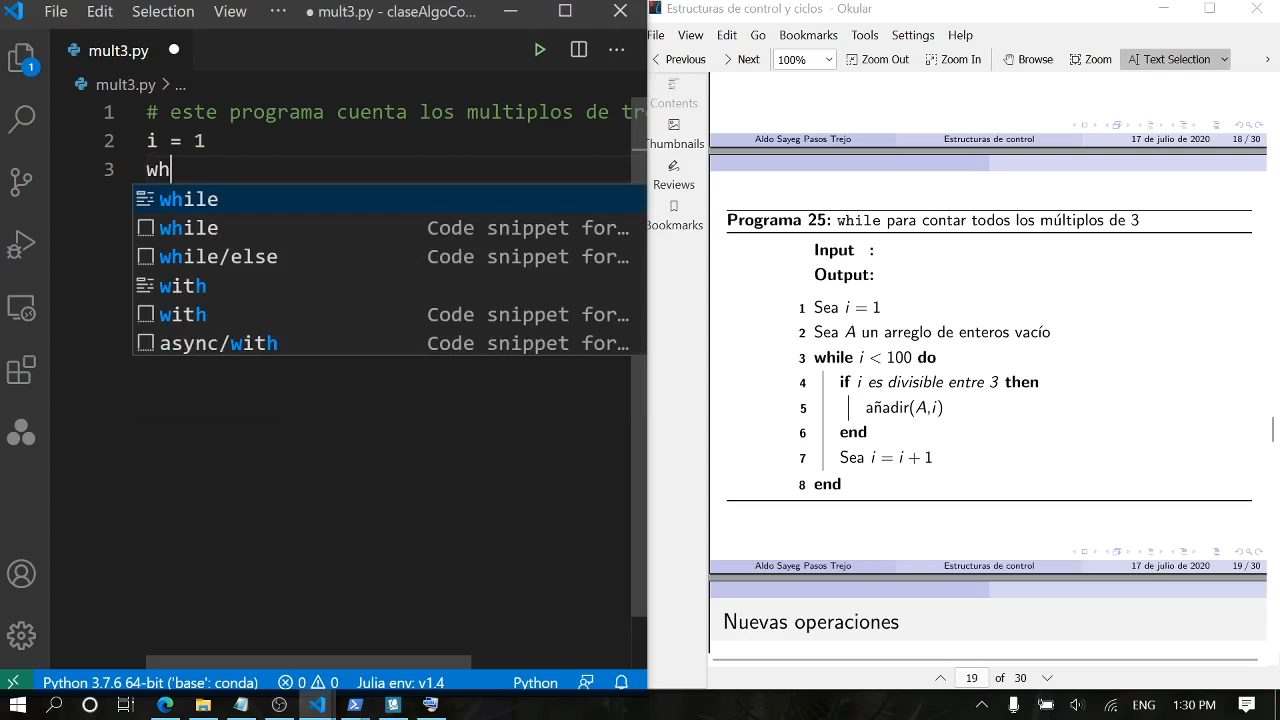 File Edit Selection View ··· ● mult3.py - claseAlgoCo...
mult3.py
mult3.py > ...
1 # este programa cuenta los multiplos de tr
2 i = 1
3 wh
while
while Code snippet for…
while/else Code snippet for…
with
with Code snippet for…
async/with Code snippet for…
1
Python 3.7.6 64-bit ('base': conda) 0 0 Julia env: v1.4 Python
Estructuras de control y ciclos - Okular
File View Edit Go Bookmarks Tools Settings Help
Previous Next 100% Zoom Out Zoom In Browse Zoom Text Selection
Contents
Thumbnails
Reviews
Bookmarks
Aldo Sayeg Pasos Trejo Estructuras de control 17 de julio de 2020 18 / 30
Programa 25: while para contar todos los múltiplos de 3
Input :
Output:
1 Sea i = 1
2 Sea A un arreglo de enteros vacío
3 while i < 100 do
4 if i es divisible entre 3 then
5 añadir(A,i)
6 end
7 Sea i = i + 1
8 end
Aldo Sayeg Pasos Trejo Estructuras de control 17 de julio de 2020 19 / 30
Nuevas operaciones
19 of 30
ENG 1:30 PM